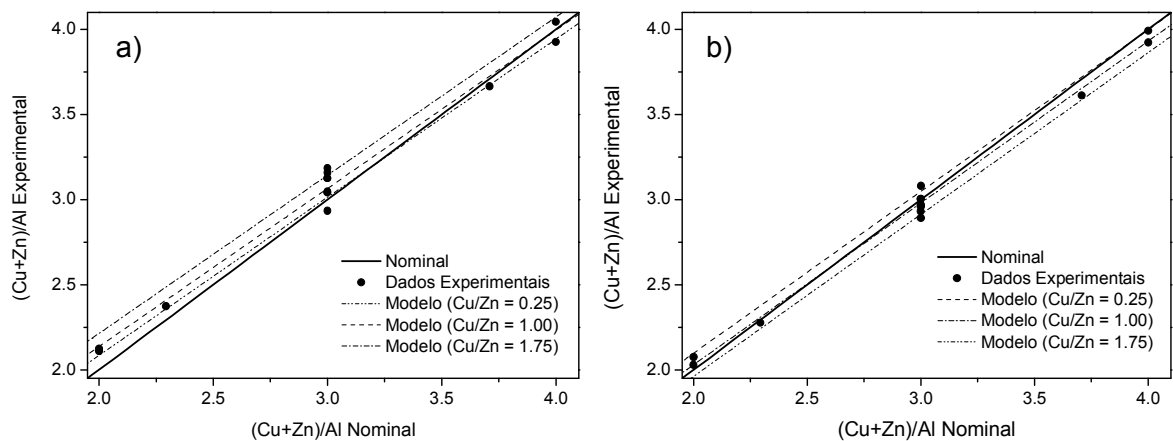 a)
(Cu+Zn)/Al Experimental
4.0
3.5
3.0
2.5
2.0
Nominal
Dados Experimentais
Modelo (Cu/Zn = 0.25)
Modelo (Cu/Zn = 1.00)
Modelo (Cu/Zn = 1.75)
2.0 2.5 3.0 3.5 4.0
(Cu+Zn)/Al Nominal
b)
(Cu+Zn)/Al Experimental
4.0
3.5
3.0
2.5
2.0
Nominal
Dados Experimentais
Modelo (Cu/Zn = 0.25)
Modelo (Cu/Zn = 1.00)
Modelo (Cu/Zn = 1.75)
2.0 2.5 3.0 3.5 4.0
(Cu+Zn)/Al Nominal